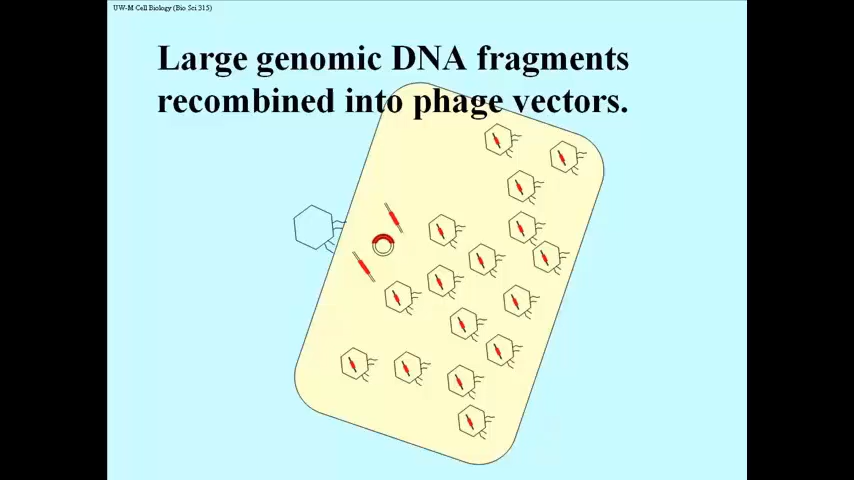 UW-M Cell Biology (Bio Sci 315)
Large genomic DNA fragments
recombined into phage vectors.